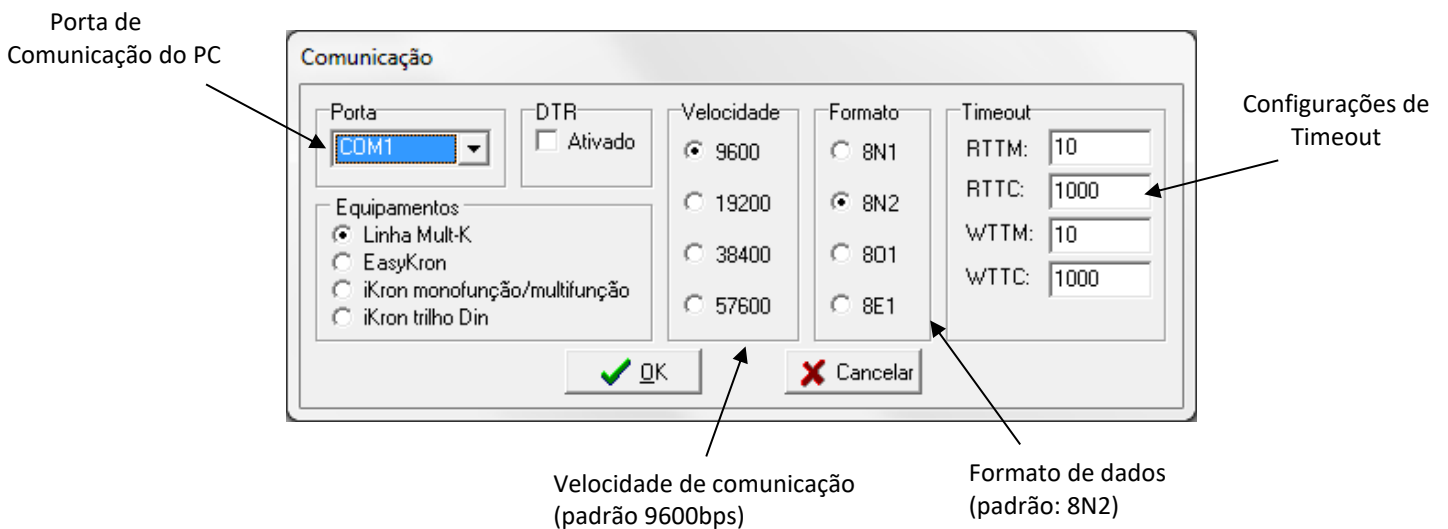 Porta de
Comunicação do PC
Comunicação
Porta
COM1
DTR
Ativado
Equipamentos
Linha Mult-K
EasyKron
iKron monofunção/multifunção
iKron trilho Din
Velocidade
9600
19200
38400
57600
Formato
8N1
8N2
8O1
8E1
Timeout
RTTM: 10
RTTC: 1000
WTTM: 10
WTTC: 1000
OK
Cancelar
Configurações de
Timeout
Velocidade de comunicação
(padrão 9600bps)
Formato de dados
(padrão: 8N2)